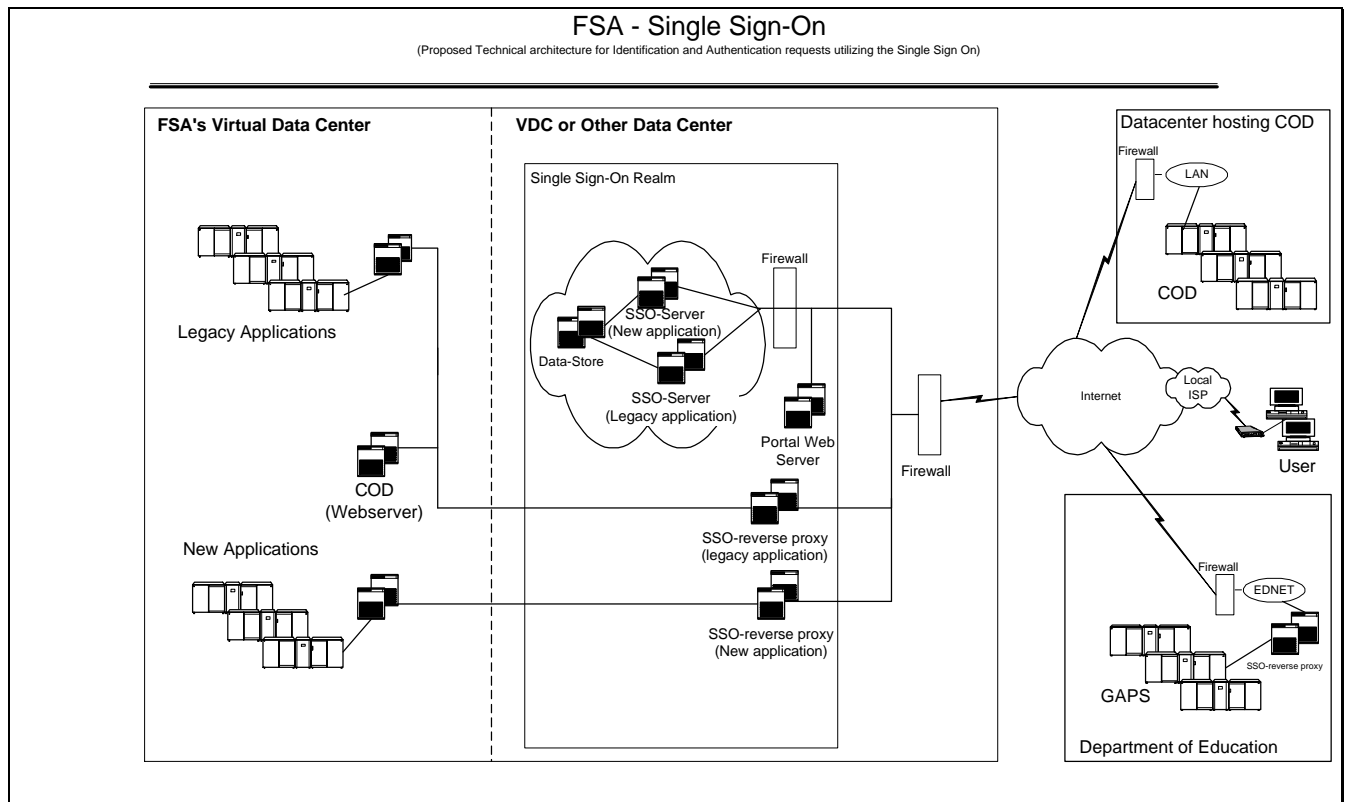 FSA - Single Sign-On
(Proposed Technical architecture for Identification and Authentication requests utilizing the Single Sign On)
FSA's Virtual Data Center
VDC or Other Data Center
Datacenter hosting COD
Firewall
LAN
COD
Single Sign-On Realm
Legacy Applications
Firewall
SSO-Server
(New application)
Data-Store
SSO-Server
(Legacy application)
Portal Web
Server
Firewall
Internet
Local
ISP
User
COD
(Webserver)
SSO-reverse proxy
(legacy application)
New Applications
SSO-reverse proxy
(New application)
Firewall
EDNET
SSO-reverse proxy
GAPS
Department of Education